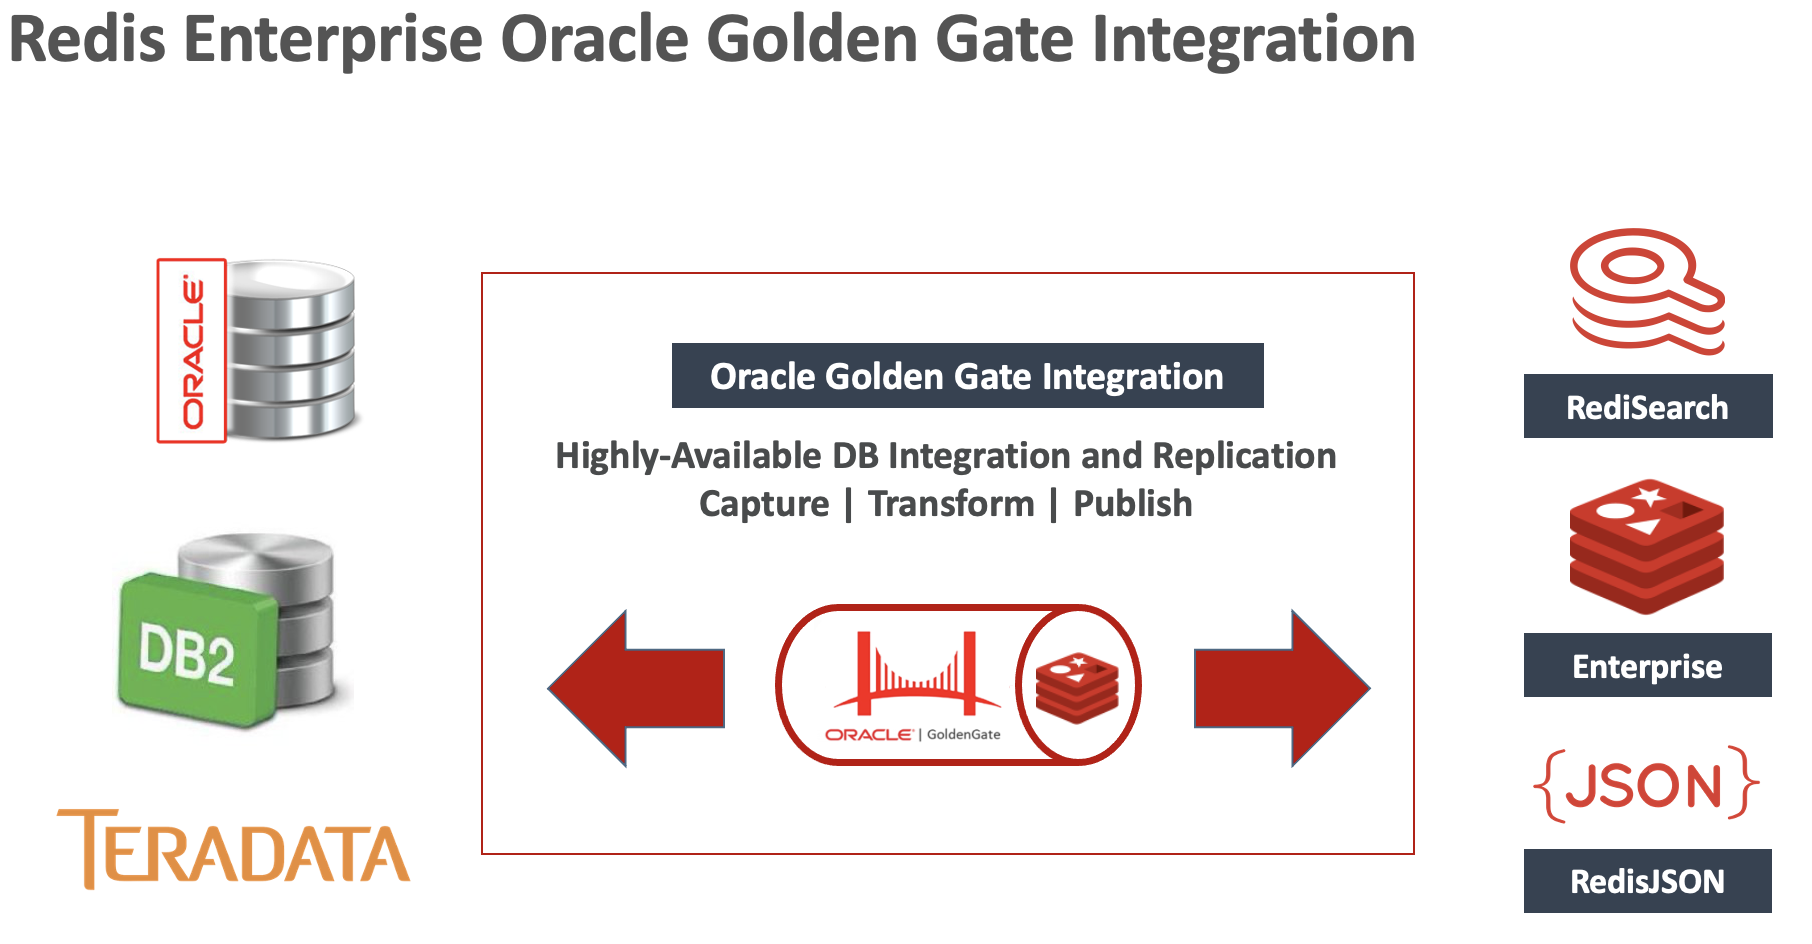 Redis Enterprise Oracle Golden Gate Integration
ORACLE
DB2
TERADATA
Oracle Golden Gate Integration
Highly-Available DB Integration and Replication
Capture | Transform | Publish
ORACLE | GoldenGate
RediSearch
Enterprise
{JSON}
RedisJSON